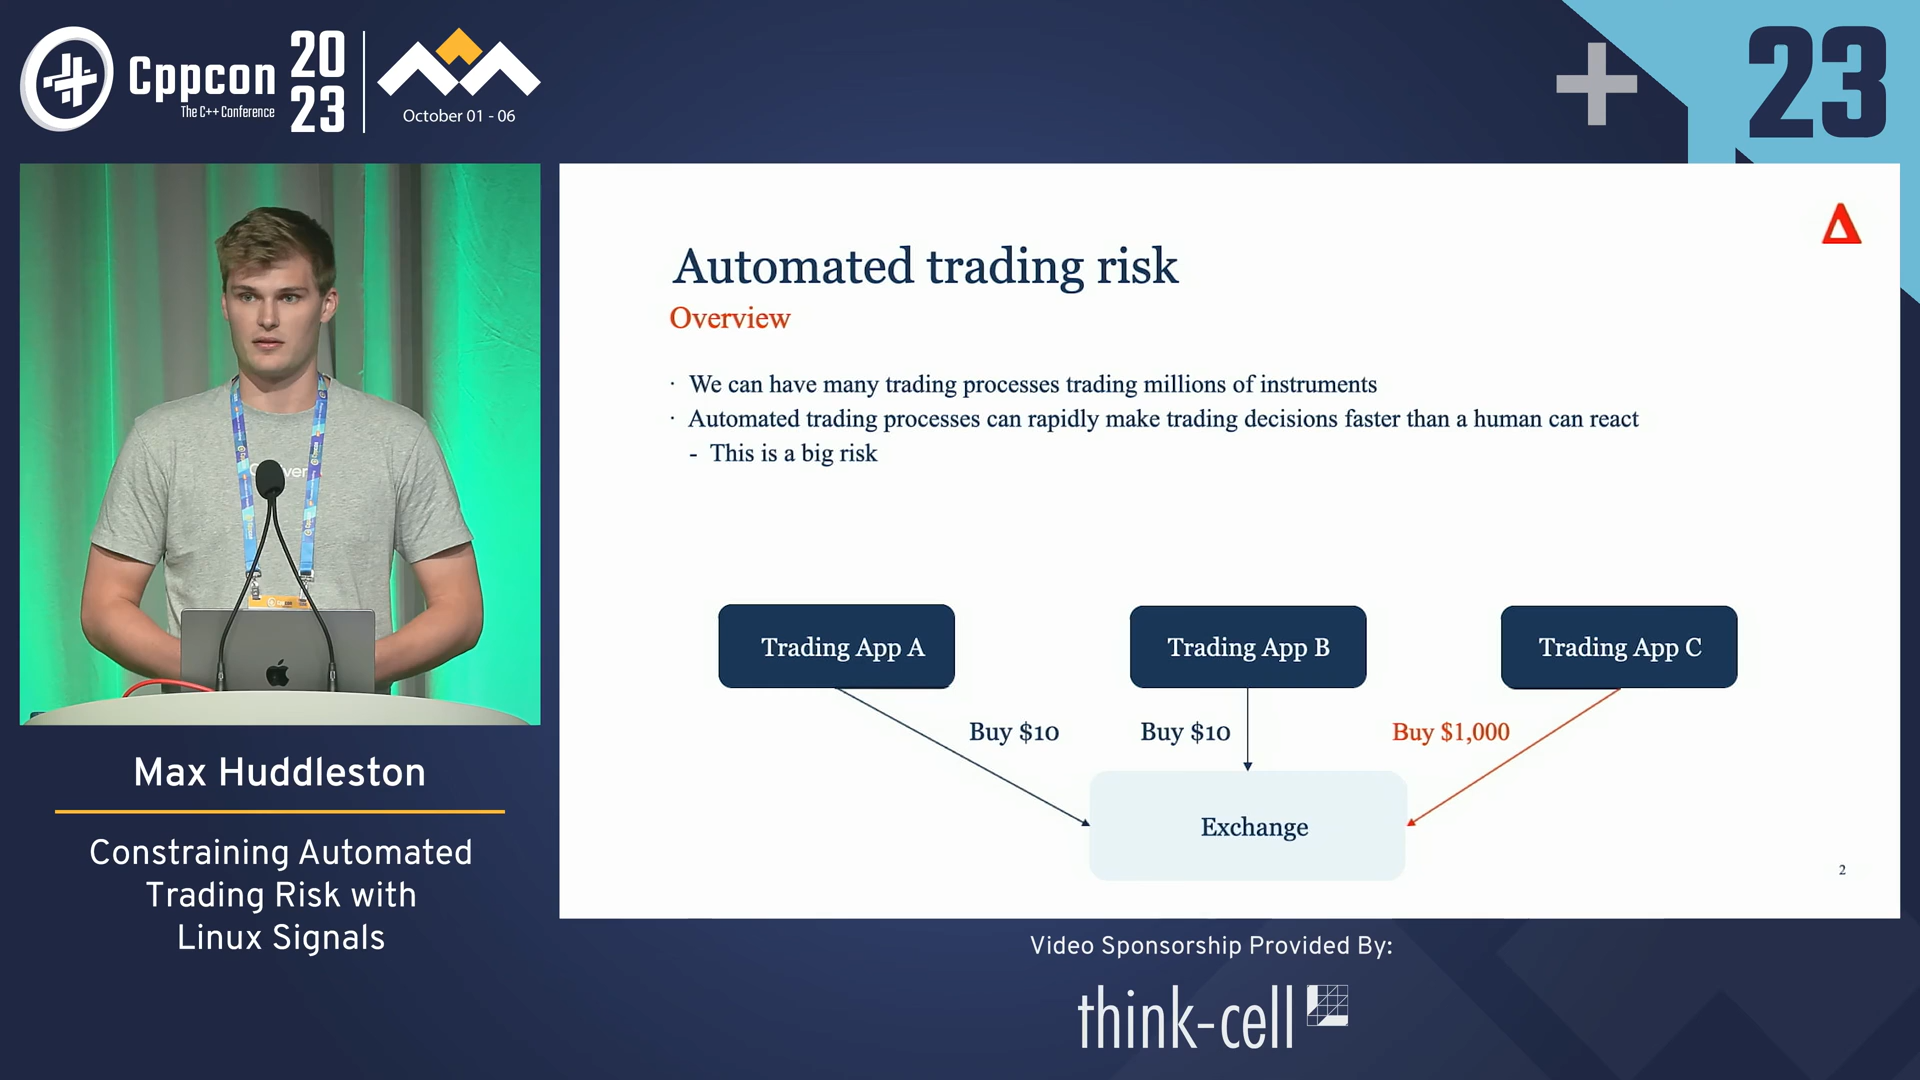 Cppcon
The C++ Conference
20
23
October 01 - 06
23
Automated trading risk
Overview
· We can have many trading processes trading millions of instruments
· Automated trading processes can rapidly make trading decisions faster than a human can react
- This is a big risk
Trading App A
Trading App B
Trading App C
Buy $10
Buy $10
Buy $1,000
Exchange
2
Max Huddleston
Constraining Automated
Trading Risk with
Linux Signals
Video Sponsorship Provided By:
think-cell